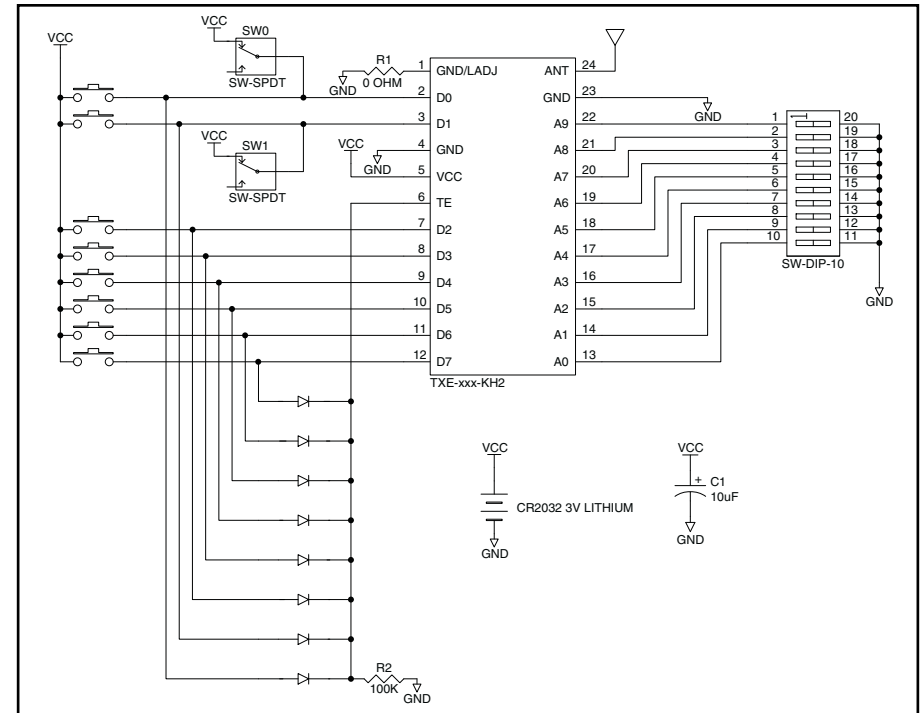 VCC
SW0
SW-SPDT
VCC
R1
0 OHM
GND
VCC
SW1
SW-SPDT
VCC
GND
1 GND/LADJ
2 D0
3 D1
4 GND
5 VCC
6 TE
7 D2
8 D3
9 D4
10 D5
11 D6
12 D7
ANT 24
GND 23
A9 22
A8 21
A7 20
A6 19
A5 18
A4 17
A3 16
A2 15
A1 14
A0 13
TXE-xxx-KH2
GND
1 20
2 19
3 18
4 17
5 16
6 15
7 14
8 13
9 12
10 11
SW-DIP-10
GND
VCC
CR2032 3V LITHIUM
GND
VCC
+ C1
10uF
GND
R2
100K
GND